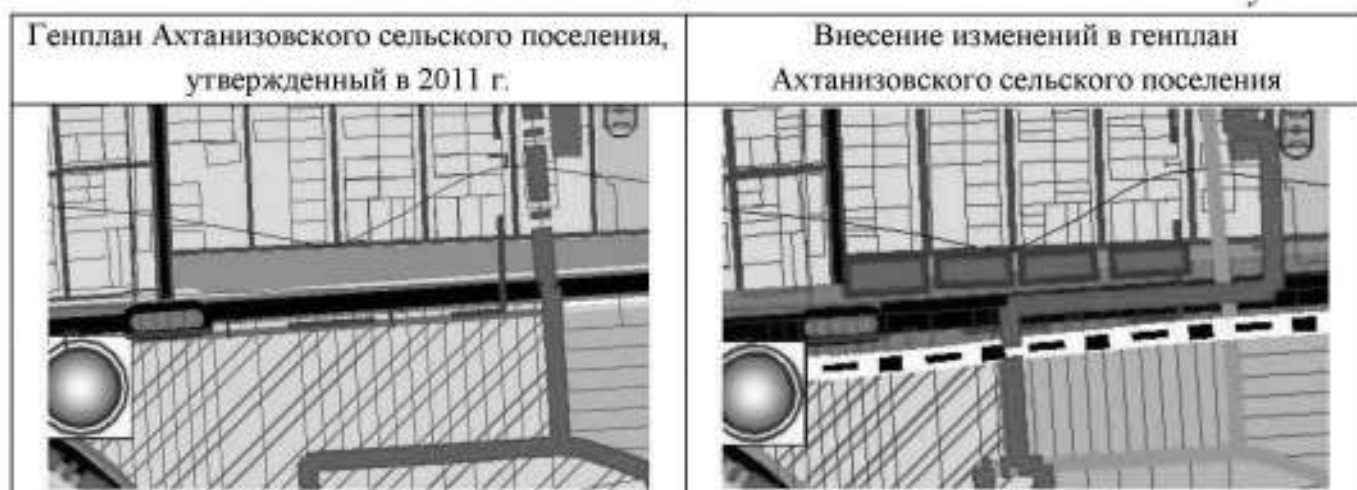 Генплан Ахтанизовского сельского поселения,
утвержденный в 2011 г.
Внесение изменений в генплан
Ахтанизовского сельского поселения